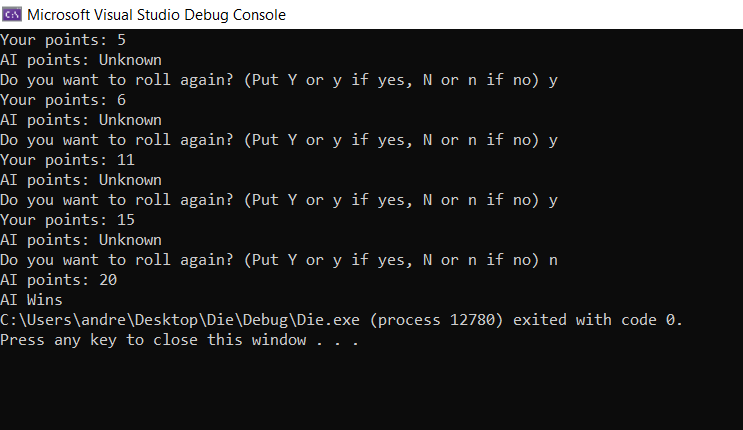 C:\ Microsoft Visual Studio Debug Console
Your points: 5
AI points: Unknown
Do you want to roll again? (Put Y or y if yes, N or n if no) y
Your points: 6
AI points: Unknown
Do you want to roll again? (Put Y or y if yes, N or n if no) y
Your points: 11
AI points: Unknown
Do you want to roll again? (Put Y or y if yes, N or n if no) y
Your points: 15
AI points: Unknown
Do you want to roll again? (Put Y or y if yes, N or n if no) n
AI points: 20
AI Wins
C:\Users\andre\Desktop\Die\Debug\Die.exe (process 12780) exited with code 0.
Press any key to close this window . . .